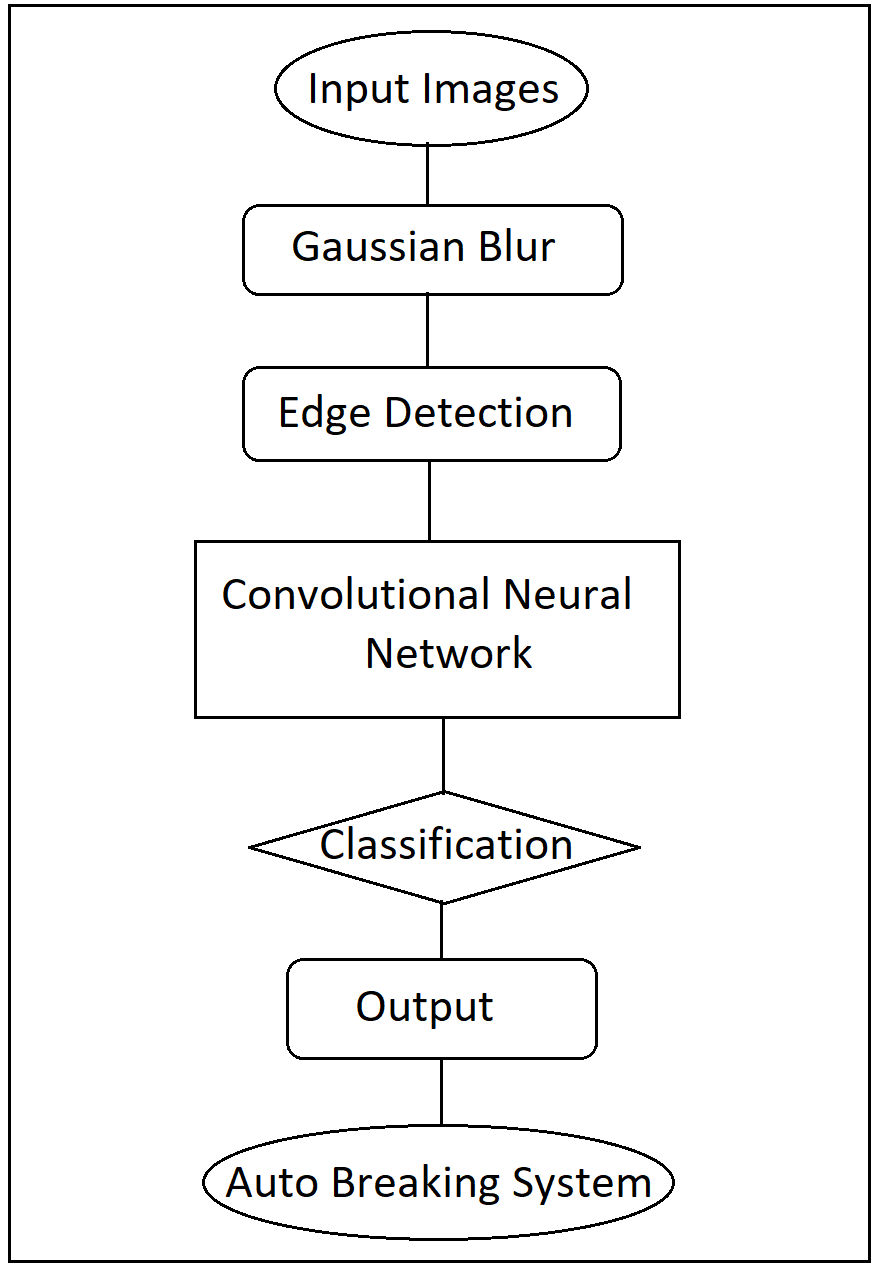 Input Images
Gaussian Blur
Edge Detection
Convolutional Neural
Network
Classification
Output
Auto Breaking System